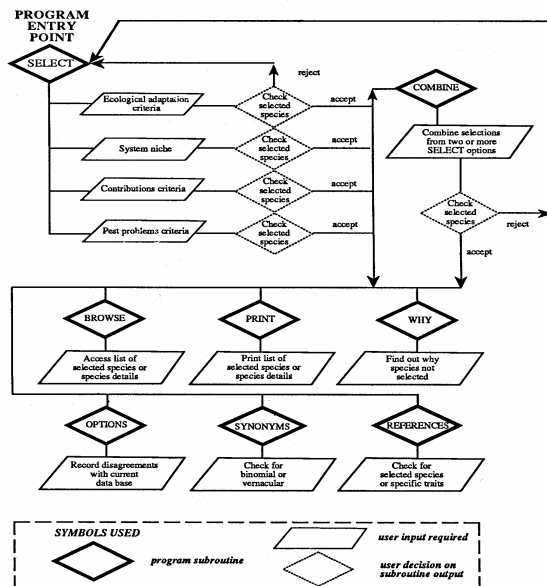 PROGRAM
ENTRY
POINT
SELECT
reject
Ecological adaptation
criteria
Check
selected
species
accept
System niche
Check
selected
species
accept
Contributions criteria
Check
selected
species
accept
Pest problems criteria
Check
selected
species
accept
COMBINE
Combine selections
from two or more
SELECT options
Check
selected
species
reject
accept
BROWSE
PRINT
WHY
Access list of
selected species or
species details
Print list of
selected species or
species details
Find out why
species not
selected
OPTIONS
SYNONYMS
REFERENCES
Record disagreements
with current
data base
Check for
binomial or
vernacular
Check for
selected species
or specific traits
SYMBOLS USED
program subroutine
user input required
user decision on
subroutine output